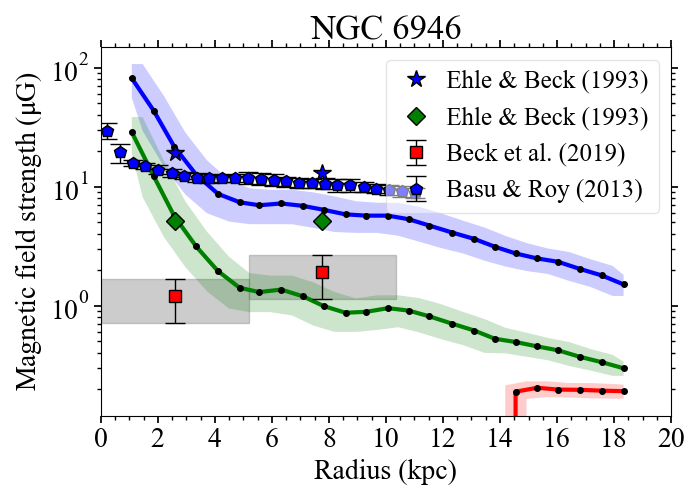 NGC 6946
Magnetic field strength (μG)
10²
10¹
10⁰
Ehle & Beck (1993)
Ehle & Beck (1993)
Beck et al. (2019)
Basu & Roy (2013)
0 2 4 6 8 10 12 14 16 18 20
Radius (kpc)